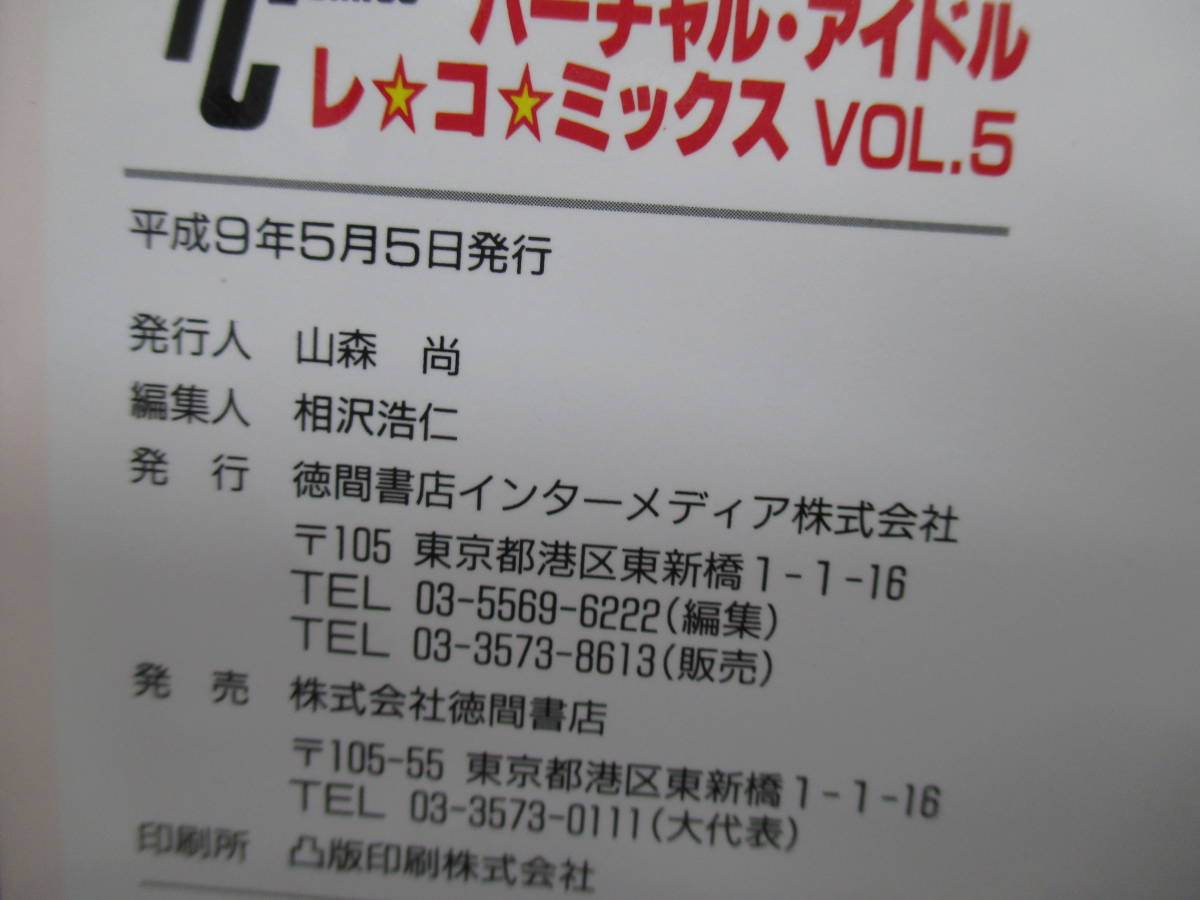 バーチャル・アイドル
レ☆コ☆ミックス VOL.5
平成9年5月5日発行
発行人 山森 尚
編集人 相沢浩仁
発 行 徳間書店インターメディア株式会社
〒105 東京都港区東新橋1-1-16
TEL 03-5569-6222(編集)
TEL 03-3573-8613(販売)
発 売 株式会社徳間書店
〒105-55 東京都港区東新橋1-1-16
TEL 03-3573-0111(大代表)
印刷所 凸版印刷株式会社